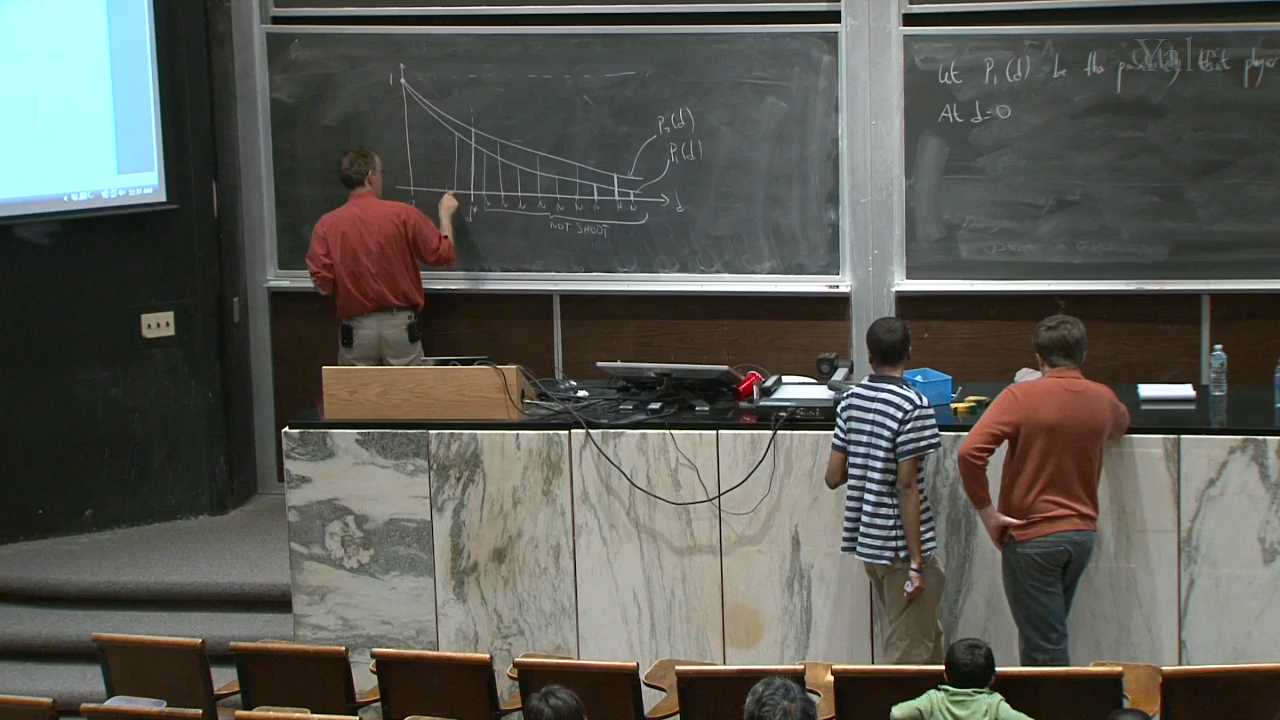 1
P₂(d)
P₁(d)
d
NOT SHOOT
Yale
Let P₁(d) be the probability that player
At d=0